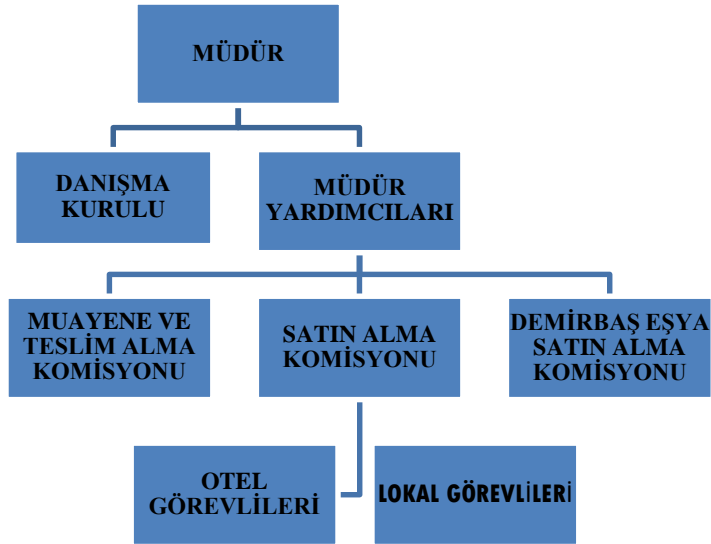 MÜDÜR
DANIŞMA
KURULU
MÜDÜR
YARDIMCILARI
MUAYENE VE
TESLİM ALMA
KOMİSYONU
SATIN ALMA
KOMİSYONU
DEMİRBAŞ EŞYA
SATIN ALMA
KOMİSYONU
OTEL
GÖREVLİLERİ
LOKAL GÖREVLİLERİ